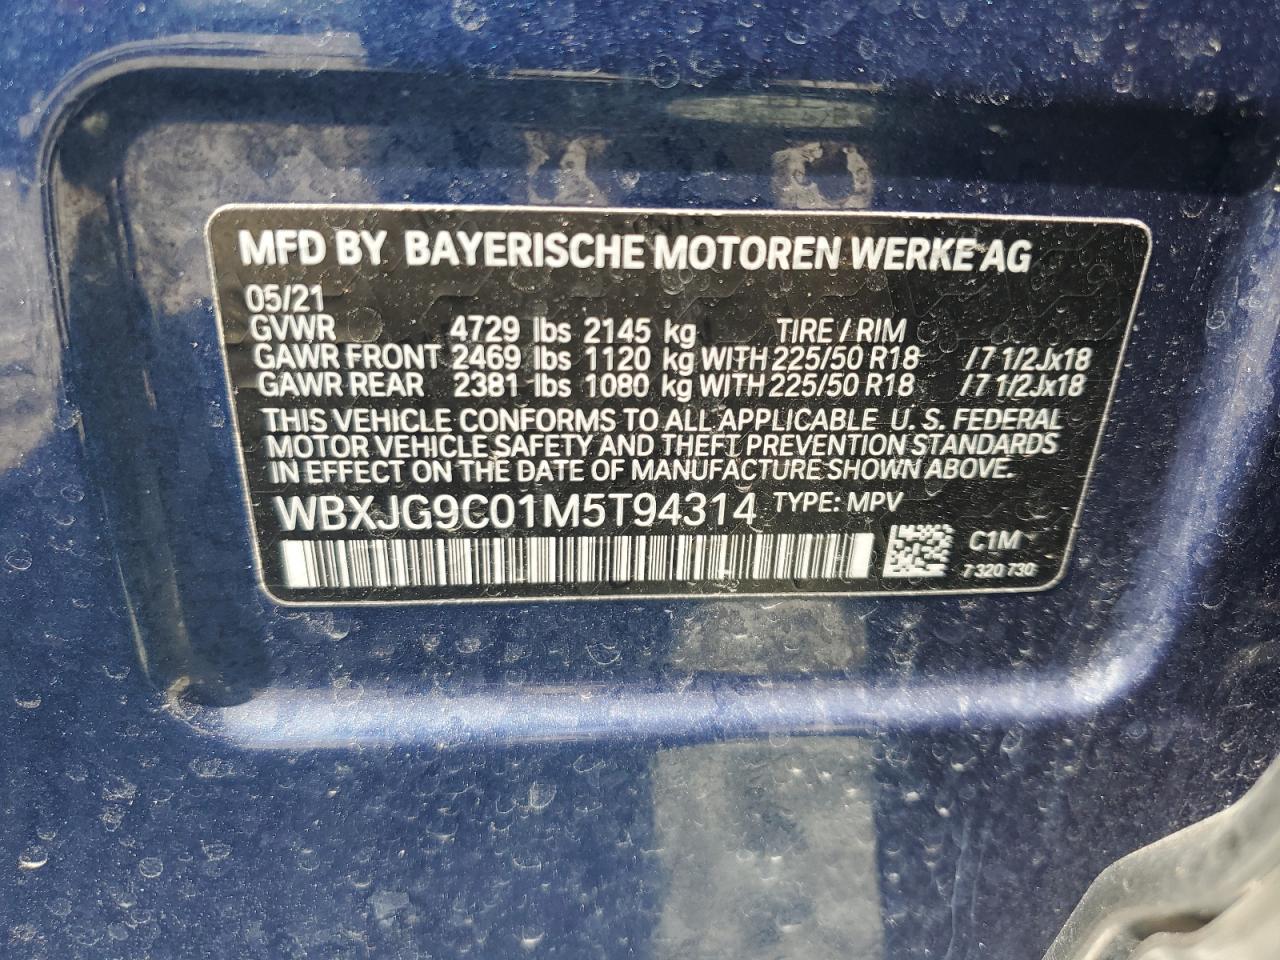 MFD BY BAYERISCHE MOTOREN WERKE AG
05/21
GVWR 4729 lbs 2145 kg TIRE / RIM
GAWR FRONT 2469 lbs 1120 kg WITH 225/50 R18 /7 1/2Jx18
GAWR REAR 2381 lbs 1080 kg WITH 225/50 R18 /7 1/2Jx18
THIS VEHICLE CONFORMS TO ALL APPLICABLE U.S. FEDERAL
MOTOR VEHICLE SAFETY AND THEFT PREVENTION STANDARDS
IN EFFECT ON THE DATE OF MANUFACTURE SHOWN ABOVE.
WBXJG9C01M5T94314 TYPE: MPV
C1M
7 320 730